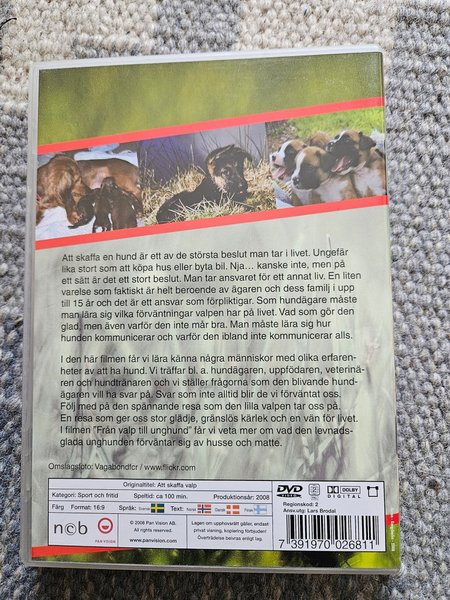 Att skaffa en hund är ett av de största beslut man tar i livet. Ungefär
lika stort som att köpa hus eller byta bil. Nja... kanske inte, men på
ett sätt är det ett stort beslut. Man tar ansvaret för ett annat liv. En liten
varelse som faktiskt är helt beroende av ägaren och dess familj i upp
till 15 år och det är ett ansvar som förpliktigar. Som hundägare måste
man lära sig vilka förväntningar valpen har på livet. Vad som gör den
glad, men även varför den inte mår bra. Man måste lära sig hur
hunden kommunicerar och varför den ibland inte kommunicerar alls.
I den här filmen får vi lära känna några människor med olika erfaren-
heter av att ha hund. Vi träffar bl. a. hundägaren, uppfödaren, veterinä-
ren och hundtränaren och vi ställer frågorna som den blivande hund-
ägaren vill ha svar på. Svar som inte alltid blir de vi förväntat oss.
Följ med på den spännande resa som den lilla valpen tar oss på.
En resa som ger oss stor glädje, gränslös kärlek och en vän för livet.
I filmen "Från valp till unghund" får vi veta mer om vad den levnads-
glada unghunden förväntar sig av husse och matte.
Omslagsfoto: Vagabondfcr / www.flickr.com
Originaltitel: Att skaffa valp
Kategori: Sport och fritid Speltid: ca 100 min. Produktionsår: 2008
Färg Format: 16:9 Språk: Svenska Text:
ncb
PAN VISION
© 2008 Pan Vision AB.
All rights reserved.
www.panvision.com
Lagen om upphovsrätt gäller, endast
privat visning, kopiering förbjuden!
Överträdelse beivras enligt lag.
DVD
VIDEO
DOLBY
DIGITAL
Regionskod: 2
Ansv.utg: Lars Brodal
7 391970 026811